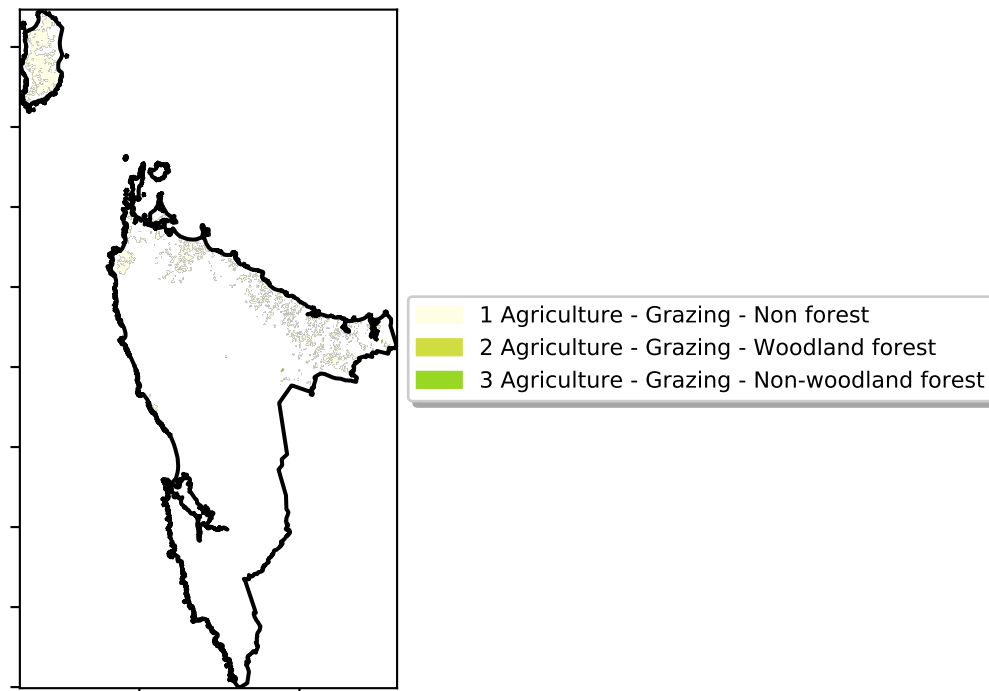 1 Agriculture - Grazing - Non forest
2 Agriculture - Grazing - Woodland forest
3 Agriculture - Grazing - Non-woodland forest